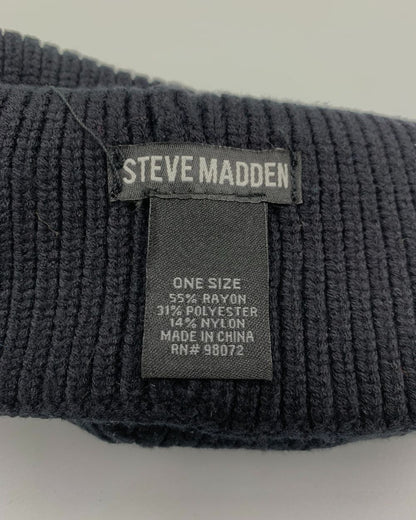 STEVE MADDEN
ONE SIZE
55% RAYON
31% POLYESTER
14% NYLON
MADE IN CHINA
RN# 98072